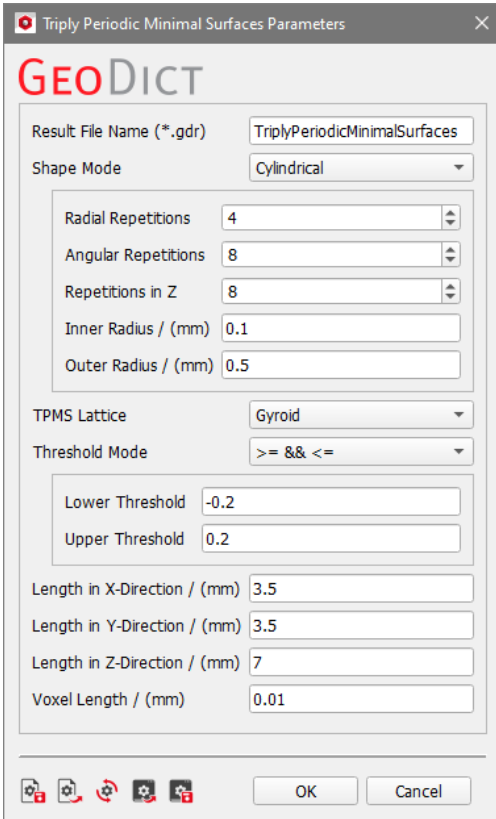 Triply Periodic Minimal Surfaces Parameters
GEODICT
Result File Name (*.gdr) TriplyPeriodicMinimalSurfaces
Shape Mode Cylindrical
Radial Repetitions 4
Angular Repetitions 8
Repetitions in Z 8
Inner Radius / (mm) 0.1
Outer Radius / (mm) 0.5
TPMS Lattice Gyroid
Threshold Mode >= && <=
Lower Threshold -0.2
Upper Threshold 0.2
Length in X-Direction / (mm) 3.5
Length in Y-Direction / (mm) 3.5
Length in Z-Direction / (mm) 7
Voxel Length / (mm) 0.01
OK Cancel